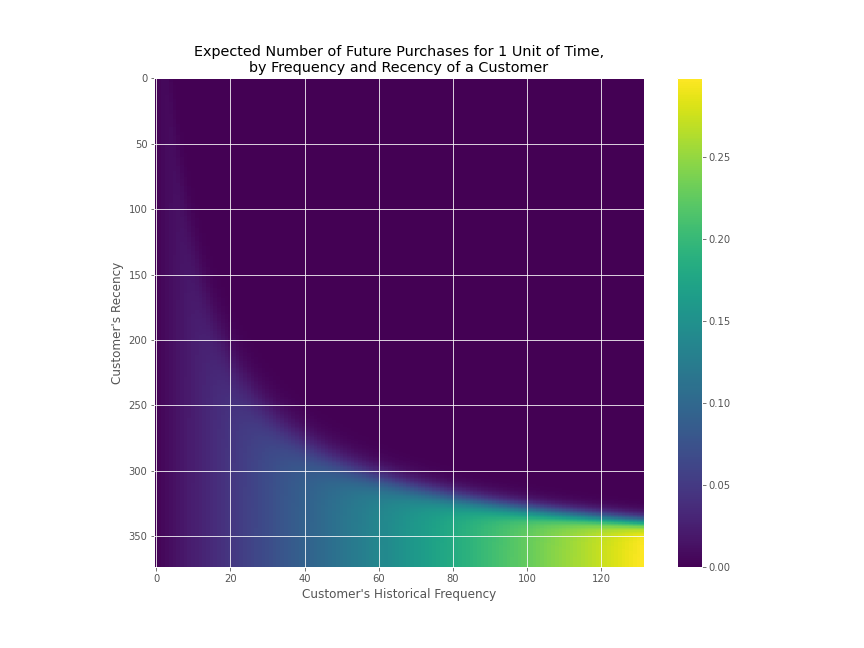 Expected Number of Future Purchases for 1 Unit of Time,
by Frequency and Recency of a Customer
0
50
100
150
200
250
300
350
Customer's Recency
0 20 40 60 80 100 120
Customer's Historical Frequency
0.25
0.20
0.15
0.10
0.05
0.00